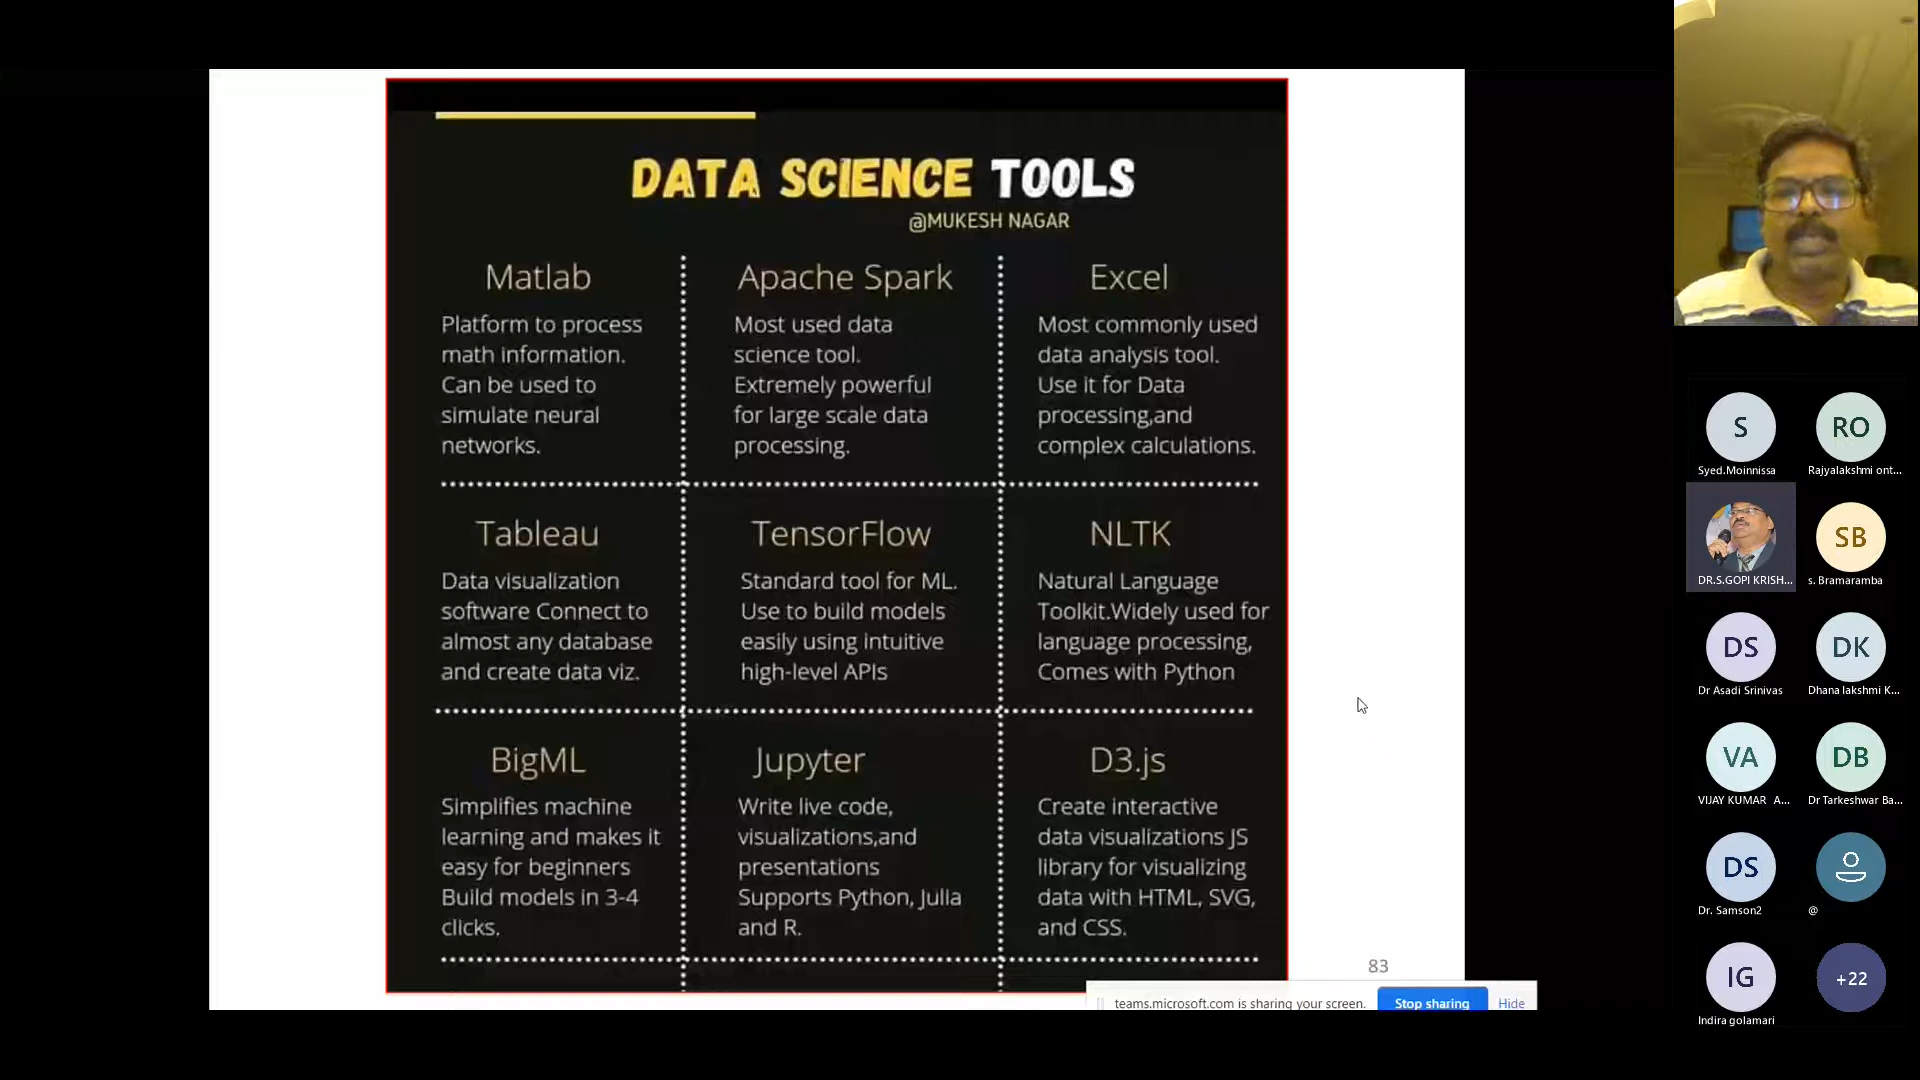 DATA SCIENCE TOOLS
@MUKESH NAGAR
Matlab
Platform to process
math information.
Can be used to
simulate neural
networks.
Apache Spark
Most used data
science tool.
Extremely powerful
for large scale data
processing.
Excel
Most commonly used
data analysis tool.
Use it for Data
processing,and
complex calculations.
Tableau
Data visualization
software Connect to
almost any database
and create data viz.
TensorFlow
Standard tool for ML.
Use to build models
easily using intuitive
high-level APIs
NLTK
Natural Language
Toolkit.Widely used for
language processing,
Comes with Python
BigML
Simplifies machine
learning and makes it
easy for beginners
Build models in 3-4
clicks.
Jupyter
Write live code,
visualizations,and
presentations
Supports Python, Julia
and R.
D3.js
Create interactive
data visualizations JS
library for visualizing
data with HTML, SVG,
and CSS.
83
teams.microsoft.com is sharing your screen.
Stop sharing
Hide
S
Syed.Moinnissa
RO
Rajyalakshmi ont...
DR.S.GOPI KRISH...
SB
s. Bramaramba
DS
Dr Asadi Srinivas
DK
Dhana lakshmi K...
VA
VIJAY KUMAR A...
DB
Dr Tarkeshwar Ba...
DS
Dr. Samson2
@
IG
Indira golamari
+22